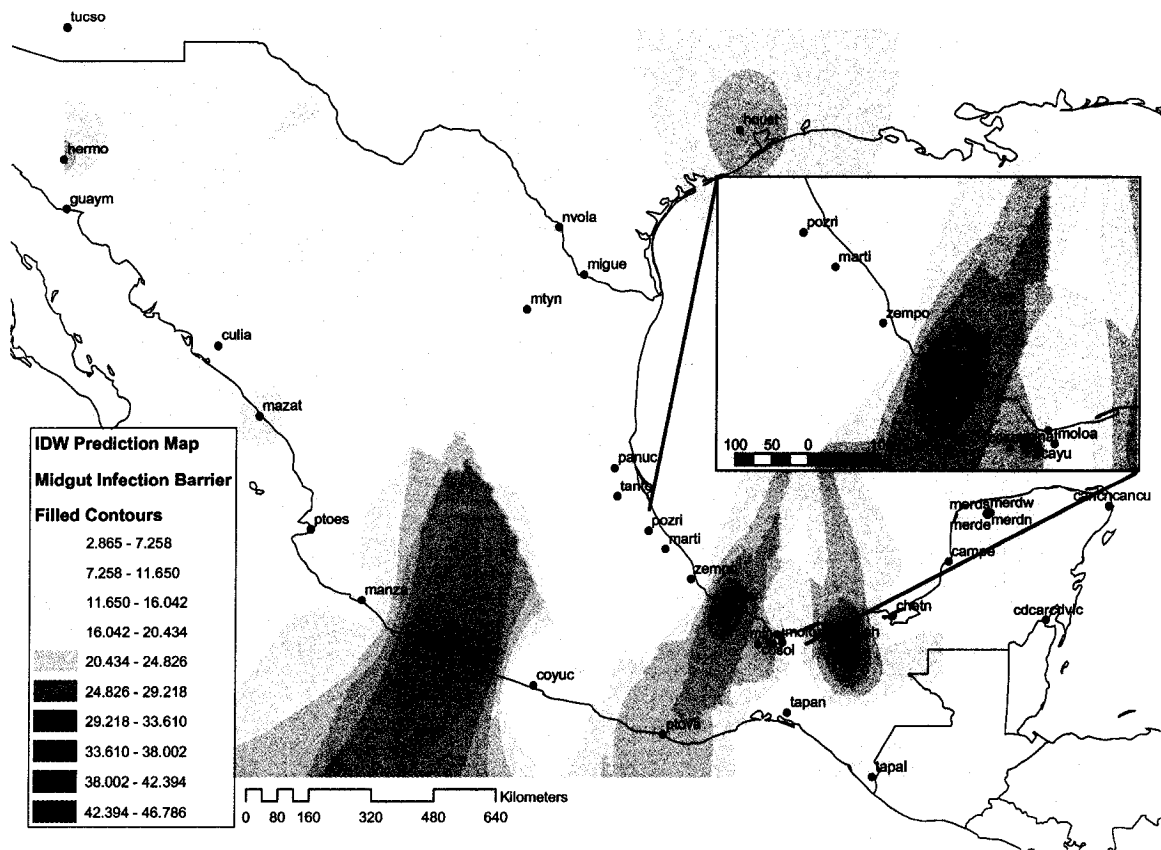 tucso
houst
hermo
guaym
nvola
migue
mtyn
culia
mazat
pozri
marti
zempo
100 50 0
moloa
cayu
IDW Prediction Map
Midgut Infection Barrier
Filled Contours
2.865 - 7.258
7.258 - 11.650
11.650 - 16.042
16.042 - 20.434
20.434 - 24.826
24.826 - 29.218
29.218 - 33.610
33.610 - 38.002
38.002 - 42.394
42.394 - 46.786
panuc
ptoes
pozri
marti
manza
merds merdw
merde merdn
campe
chetn
coyuc
tapan
tapal
Kilometers
0 80 160 320 480 640